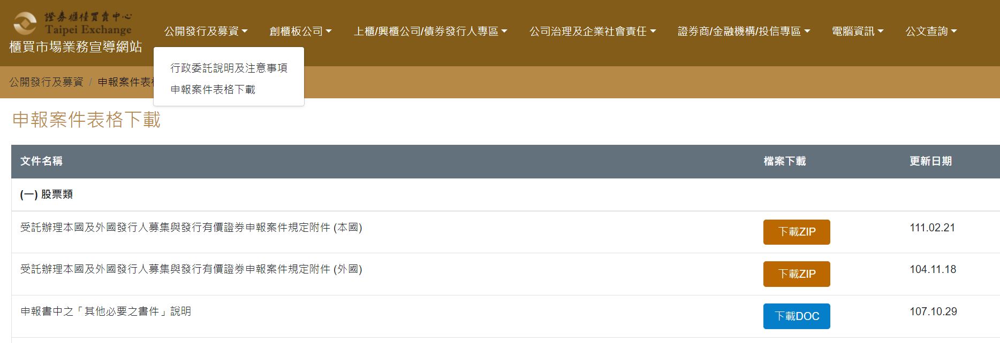 證券櫃檯買賣中心
Taipei Exchange
櫃買市場業務宣導網站
公開發行及募資
創櫃板公司
上櫃/興櫃公司/債券發行人專區
公司治理及企業社會責任
證券商/金融機構/投信專區
電腦資訊
公文查詢
行政委託說明及注意事項
申報案件表格下載
公開發行及募資 / 申報案件表格
申報案件表格下載
文件名稱 檔案下載 更新日期
(一) 股票類
受託辦理本國及外國發行人募集與發行有價證券申報案件規定附件 (本國) 下載ZIP 111.02.21
受託辦理本國及外國發行人募集與發行有價證券申報案件規定附件 (外國) 下載ZIP 104.11.18
申報書中之「其他必要之書件」說明 下載DOC 107.10.29